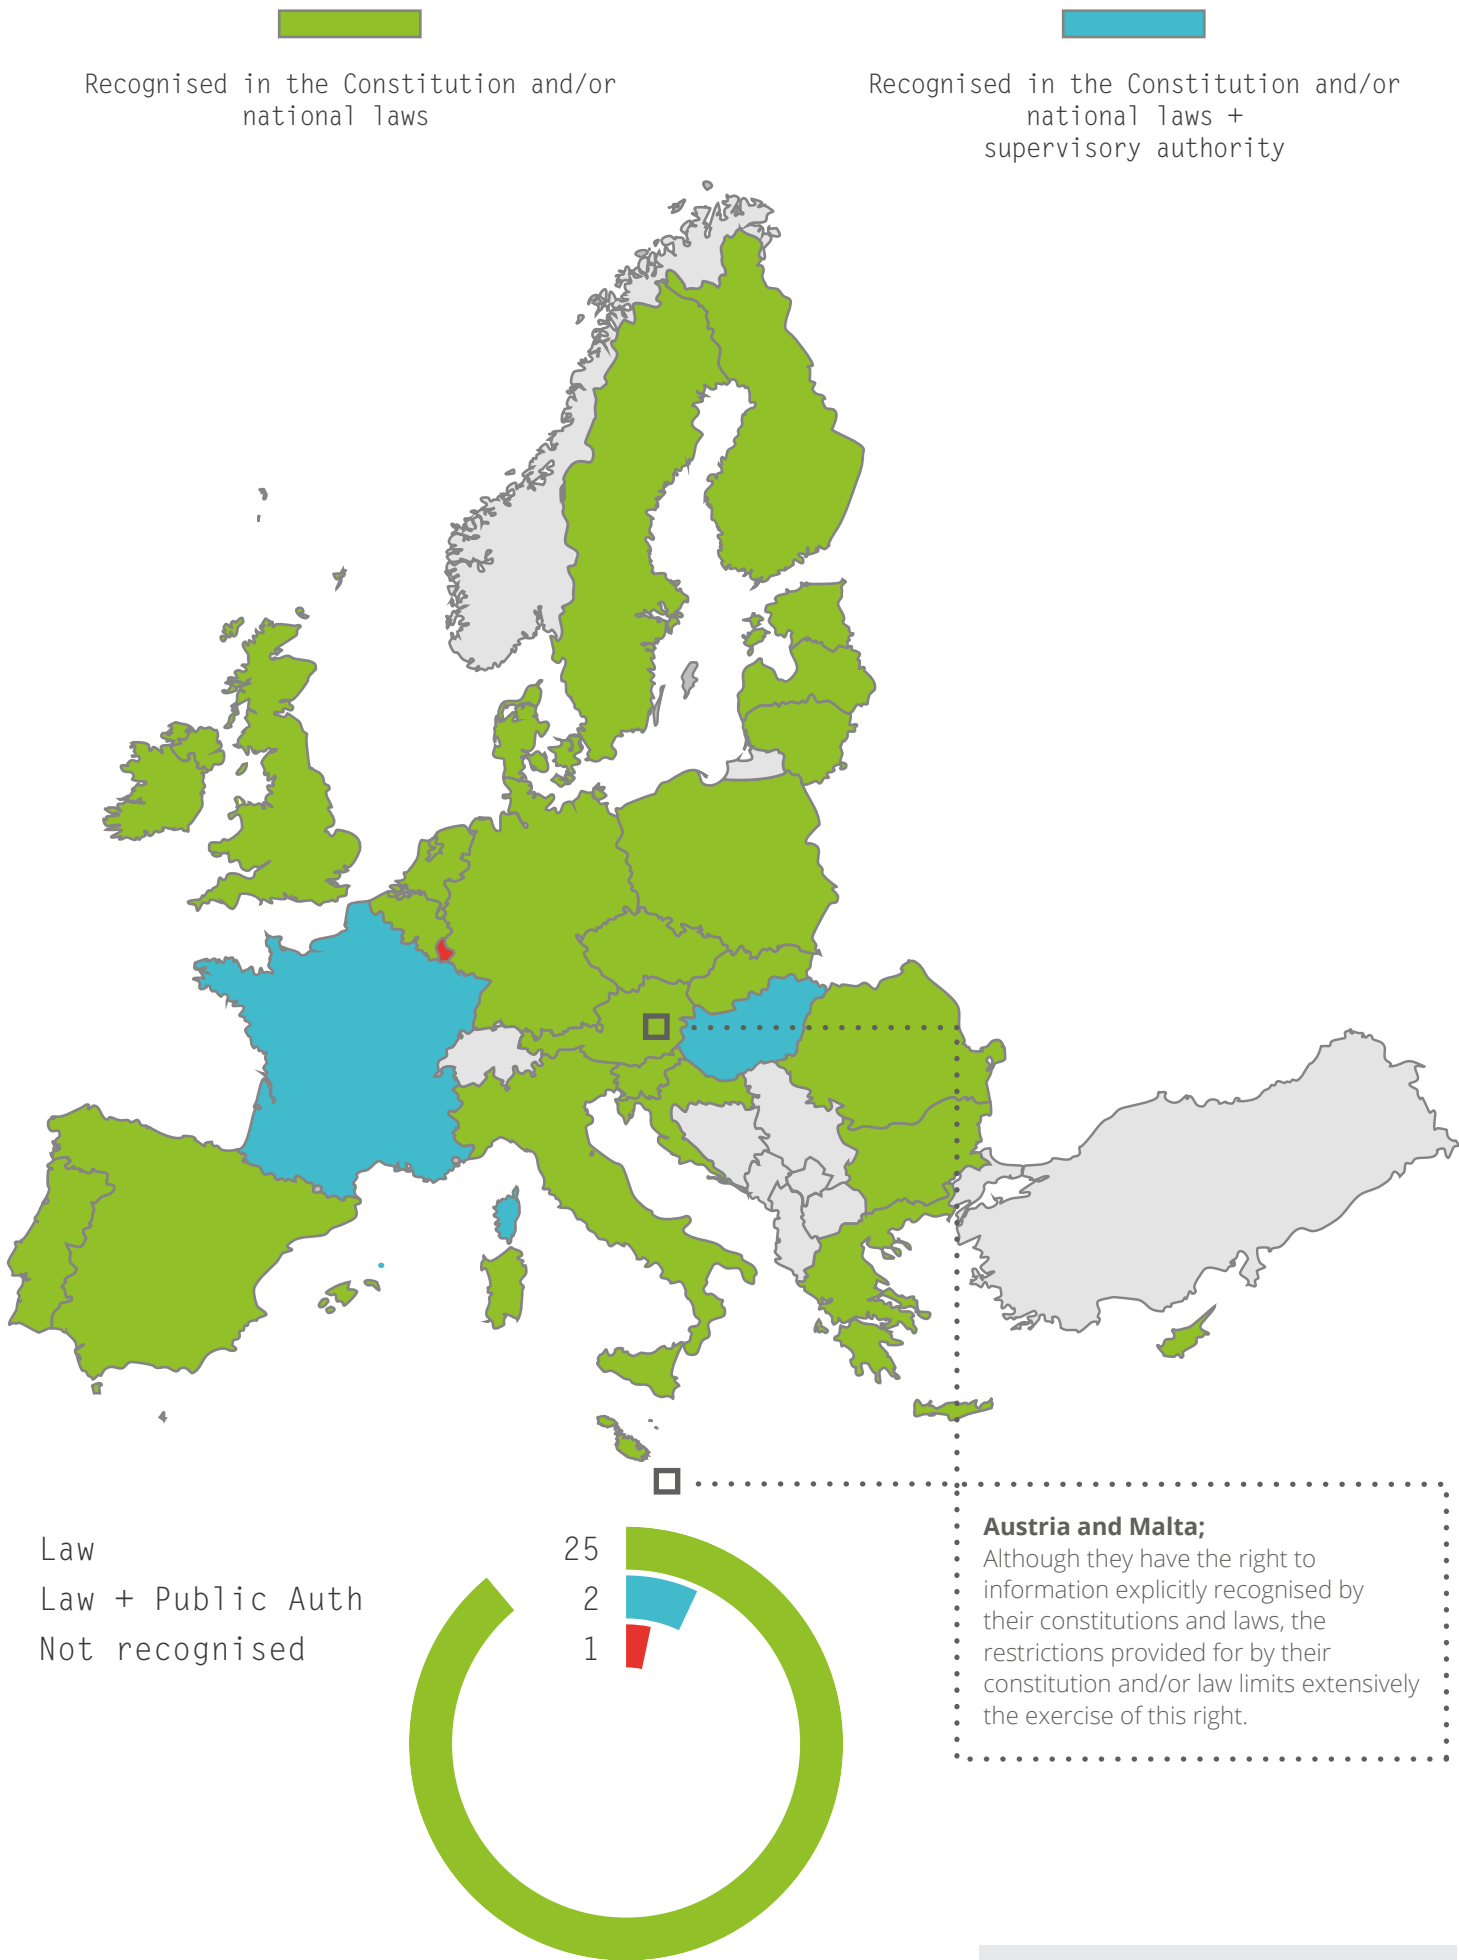 Recognised in the Constitution and/or
national laws
Recognised in the Constitution and/or
national laws +
supervisory authority
Law 25
Law + Public Auth 2
Not recognised 1
Austria and Malta;
Although they have the right to
information explicitly recognised by
their constitutions and laws, the
restrictions provided for by their
constitution and/or law limits extensively
the exercise of this right.